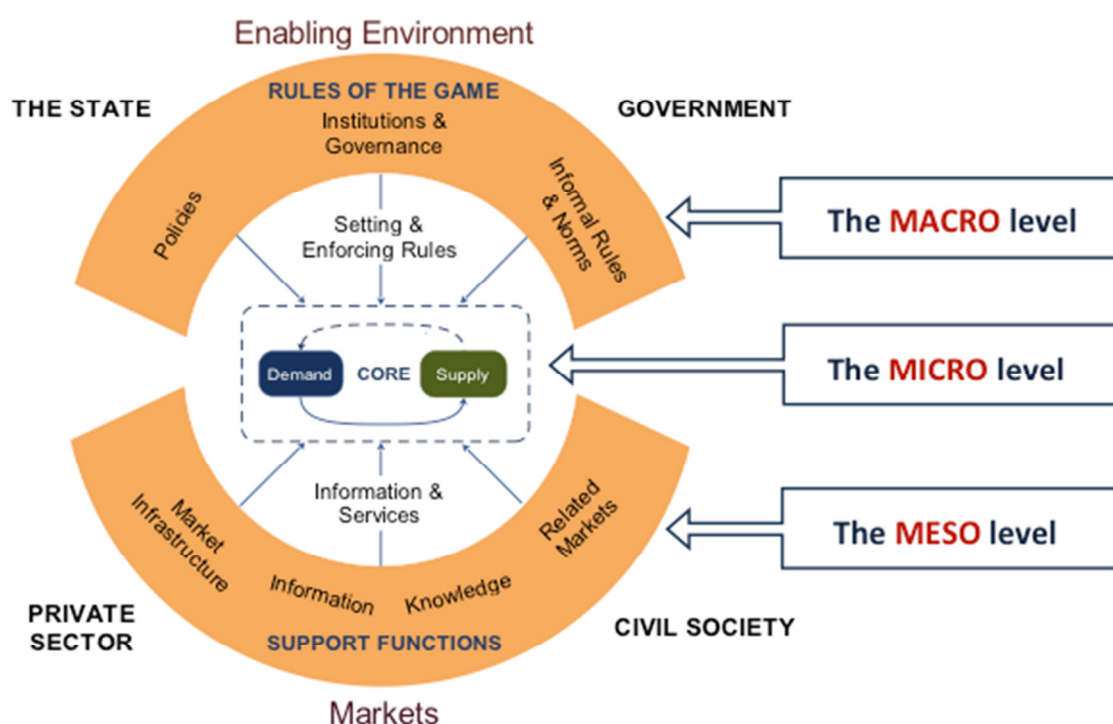 Enabling Environment
RULES OF THE GAME
THE STATE
GOVERNMENT
Institutions &
Governance
Policies
Informal Rules
& Norms
Setting &
Enforcing Rules
The MACRO level
Demand
CORE
Supply
The MICRO level
Information &
Services
Market
Infrastructure
Information
Knowledge
Related
Markets
The MESO level
PRIVATE
SECTOR
SUPPORT FUNCTIONS
CIVIL SOCIETY
Markets